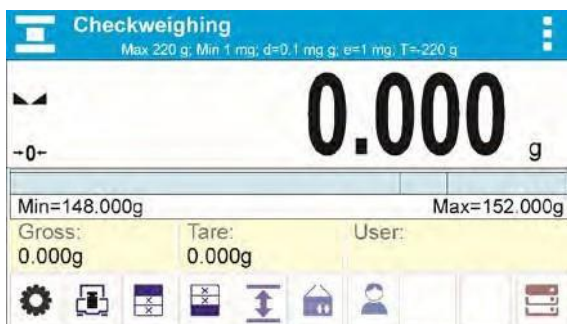 Checkweighing
Max 220 g; Min 1 mg; d=0.1 mg g; e=1 mg; T=-220 g
→0←
0.000 g
Min=148.000g Max=152.000g
Gross: Tare: User:
0.000g 0.000g